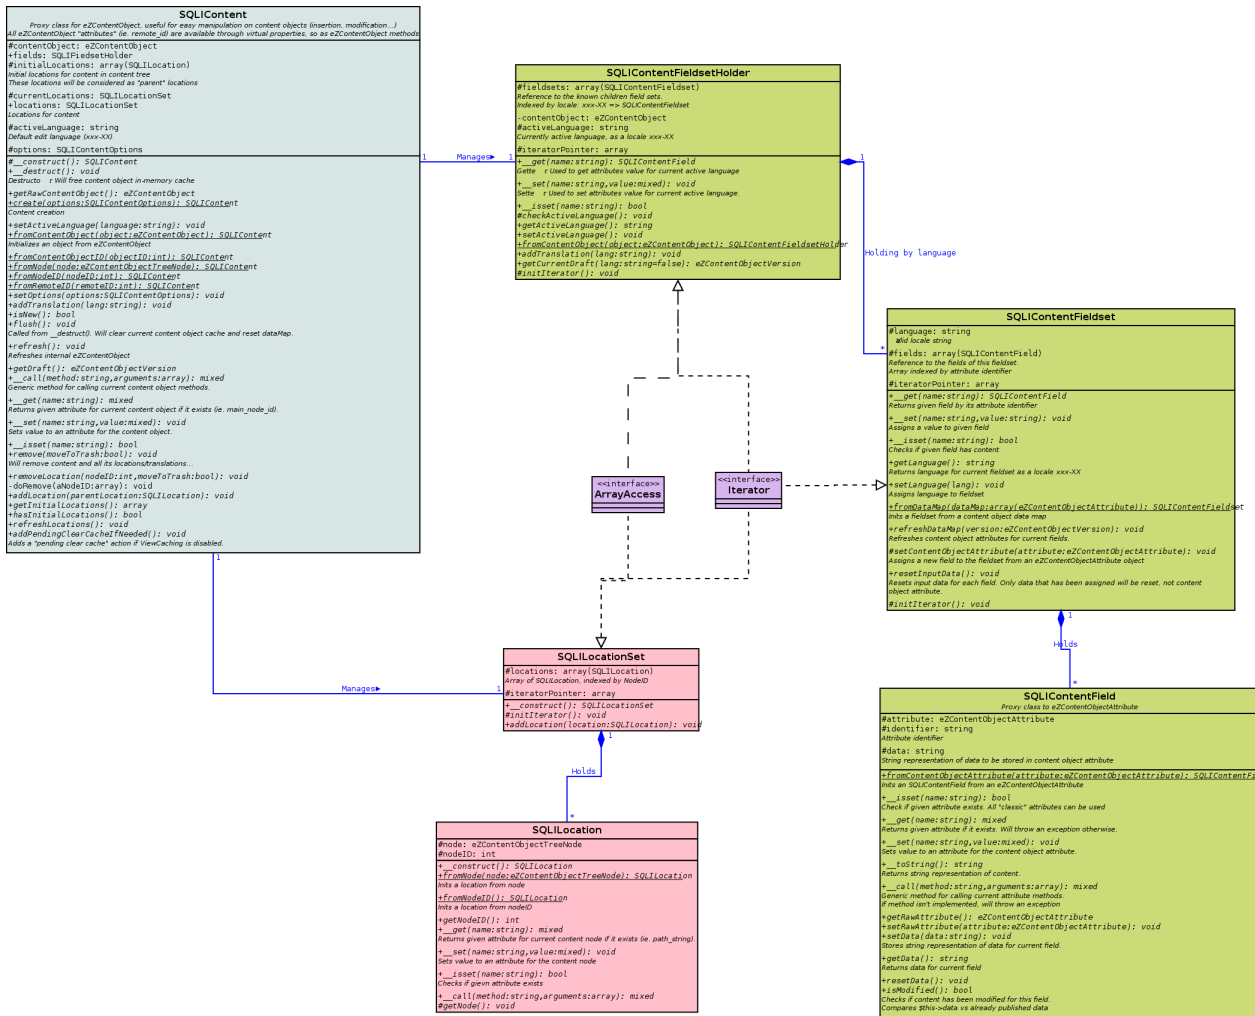 SQLIContent
Proxy class for eZContentObject, useful for easy manipulation on content objects (insertion, modification...)
All eZContentObject "attributes" (ie. remote_id) are available through virtual properties, so as eZContentObject methods
#contentObject: eZContentObject
+fields: SQLIFiedsetHolder
#initialLocations: array(SQLILocation)
Initial locations for content in content tree
These locations will be considered as "parent" locations
#currentLocations: SQLILocationSet
+locations: SQLILocationSet
Locations for content
#activeLanguage: string
Default edit language (xxx-XX)
#options: SQLIContentOptions
#__construct(): SQLIContent
+__destruct(): void
Destructo r Will free content object in-memory cache
+getRawContentObject(): eZContentObject
+create(options:SQLIContentOptions): SQLIContent
Content creation
+setActiveLanguage(language:string): void
+fromContentObject(object:eZContentObject): SQLIContent
Initializes an object from eZContentObject
+fromContentObjectID(objectID:int): SQLIContent
+fromNode(node:eZContentObjectTreeNode): SQLIContent
+fromNodeID(nodeID:int): SQLIContent
+fromRemoteID(remoteID:int): SQLIContent
+setOptions(options:SQLIContentOptions): void
+addTranslation(lang:string): void
+isNew(): bool
+flush(): void
Called from __destruct(). Will clear current content object cache and reset dataMap.
+refresh(): void
Refreshes internal eZContentObject
+getDraft(): eZContentObjectVersion
+__call(method:string,arguments:array): mixed
Generic method for calling current content object methods.
+__get(name:string): mixed
Returns given attribute for current content object if it exists (ie. main_node_id).
+__set(name:string,value:mixed): void
Sets value to an attribute for the content object.
+__isset(name:string): bool
+remove(moveToTrash:bool): void
Will remove content and all its locations/translations...
+removeLocation(nodeID:int,moveToTrash:bool): void
-doRemove(aNodeID:array): void
+addLocation(parentLocation:SQLILocation): void
+getInitialLocations(): array
+hasInitialLocations(): bool
+refreshLocations(): void
+addPendingClearCacheIfNeeded(): void
Adds a "pending clear cache" action if ViewCaching is disabled.
1
Manages►
1
SQLIContentFieldsetHolder
#fieldsets: array(SQLIContentFieldset)
Reference to the known children field sets.
Indexed by locale: xxx-XX => SQLIContentFieldset
-contentObject: eZContentObject
#activeLanguage: string
Currently active language, as a locale xxx-XX
#iteratorPointer: array
+__get(name:string): SQLIContentField
Gette r Used to get attributes value for current active language
+__set(name:string,value:mixed): void
Sette r Used to set attributes value for current active language.
+__isset(name:string): bool
#checkActiveLanguage(): void
+getActiveLanguage(): string
+setActiveLanguage(): void
+fromContentObject(object:eZContentObject): SQLIContentFieldsetHolder
+addTranslation(lang:string): void
+getCurrentDraft(lang:string=false): eZContentObjectVersion
#initIterator(): void
1
Holding by language
*
SQLIContentFieldset
#language: string
Valid locale string
#fields: array(SQLIContentField)
Reference to the fields of this fieldset.
Array indexed by attribute identifier
#iteratorPointer: array
+__get(name:string): SQLIContentField
Returns given field by its attribute identifier
+__set(name:string,value:string): void
Assigns a value to given field
+__isset(name:string): bool
Checks if given field has content
+getLanguage(): string
Returns language for current fieldset as a locale xxx-XX
+setLanguage(lang): void
Assigns language to fieldset
+fromDataMap(dataMap:array(eZContentObjectAttribute)): SQLIContentFieldset
Inits a fieldset from a content object data map
+refreshDataMap(version:eZContentObjectVersion): void
Refreshes content object attributes for current fields.
#setContentObjectAttribute(attribute:eZContentObjectAttribute): void
Assigns a new field to the fieldset from an eZContentObjectAttribute object
+resetInputData(): void
Resets input data for each field. Only data that has been assigned will be reset, not content
object attribute.
#initIterator(): void
<<interface>>
ArrayAccess
<<interface>>
Iterator
1
Holds
*
1
Manages►
1
SQLILocationSet
#locations: array(SQLILocation)
Array of SQLILocation, indexed by NodeID
#iteratorPointer: array
+__construct(): SQLILocationSet
#initIterator(): void
+addLocation(location:SQLILocation): void
1
Holds
*
SQLILocation
#node: eZContentObjectTreeNode
#nodeID: int
+__construct(): SQLILocation
+fromNode(node:eZContentObjectTreeNode): SQLILocation
Inits a location from node
+fromNodeID(): SQLILocation
Inits a location from nodeID
+getNodeID(): int
+__get(name:string): mixed
Returns given attribute for current content node if it exists (ie. path_string).
+__set(name:string,value:mixed): void
Sets value to an attribute for the content node
+__isset(name:string): bool
Checks if gievn attribute exists
+__call(method:string,arguments:array): mixed
#getNode(): void
SQLIContentField
Proxy class to eZContentObjectAttribute
#attribute: eZContentObjectAttribute
#identifier: string
Attribute identifier
#data: string
String representation of data to be stored in content object attribute
+fromContentObjectAttribute(attribute:eZContentObjectAttribute): SQLIContentFi
Inits an SQLIContentField from an eZContentObjectAttribute
+__isset(name:string): bool
Check if given attribute exists. All "classic" attributes can be used
+__get(name:string): mixed
Returns given attribute if it exists. Will throw an exception otherwise.
+__set(name:string,value:mixed): void
Sets value to an attribute for the content object attribute.
+__toString(): string
Returns string representation of content.
+__call(method:string,arguments:array): mixed
Generic method for calling current attribute methods.
If method isn't implemented, will throw an exception
+getRawAttribute(): eZContentObjectAttribute
+setRawAttribute(attribute:eZContentObjectAttribute): void
+setData(data:string): void
Stores string representation of data for current field.
+getData(): string
Returns data for current field
+resetData(): void
+isModified(): bool
Checks if content has been modified for this field.
Compares $this->data vs already published data